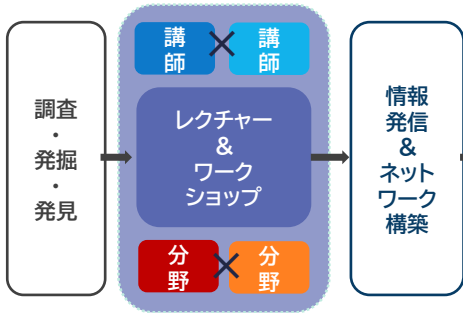 調査
・
発掘
・
発見
講師
×
講師
レクチャー
&
ワーク
ショップ
分野
×
分野
情報
発信
&
ネット
ワーク
構築